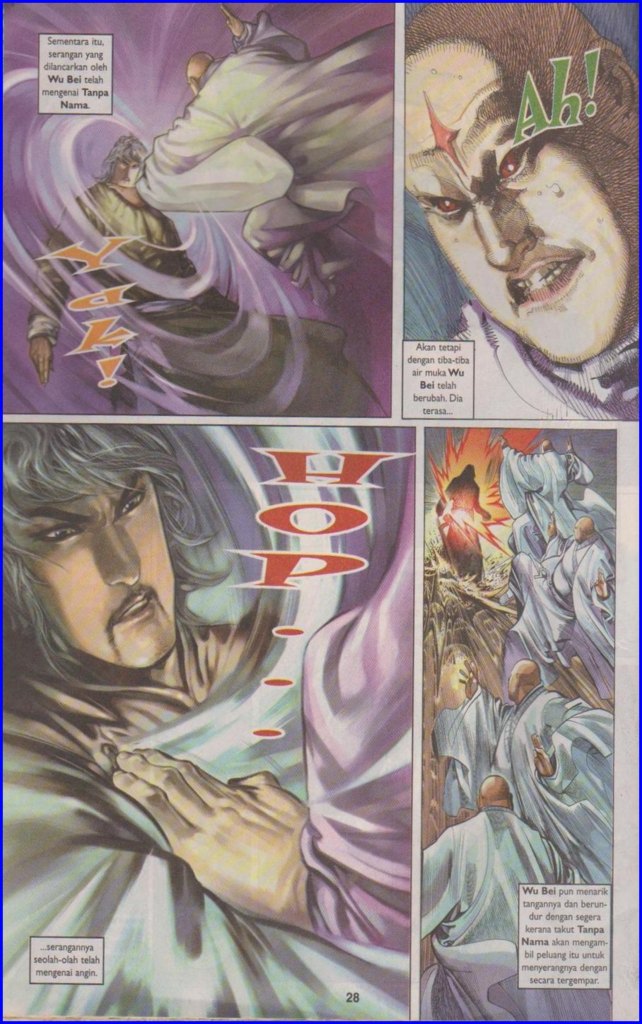 Sementara itu,
serangan yang
dilancarkan oleh
Wu Bei telah
mengenai Tanpa
Nama.
Yak!
Ah!
Akan tetapi
dengan tiba-tiba
air muka Wu
Bei telah
berubah. Dia
terasa...
HOP...
...serangannya
seolah-olah telah
mengenai angin.
Wu Bei pun menarik
tangannya dan berun-
dur dengan segera
kerana takut Tanpa
Nama akan mengam-
bil peluang itu untuk
menyerangnya dengan
secara tergempar.
28